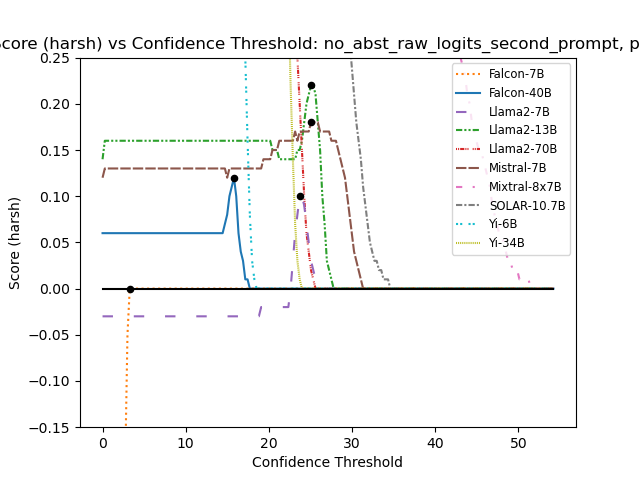 core (harsh) vs Confidence Threshold: no_abst_raw_logits_second_prompt, p
Score (harsh)
0.25
0.20
0.15
0.10
0.05
0.00
−0.05
−0.10
−0.15
0 10 20 30 40 50
Confidence Threshold
Falcon-7B
Falcon-40B
Llama2-7B
Llama2-13B
Llama2-70B
Mistral-7B
Mixtral-8x7B
SOLAR-10.7B
Yi-6B
Yi-34B